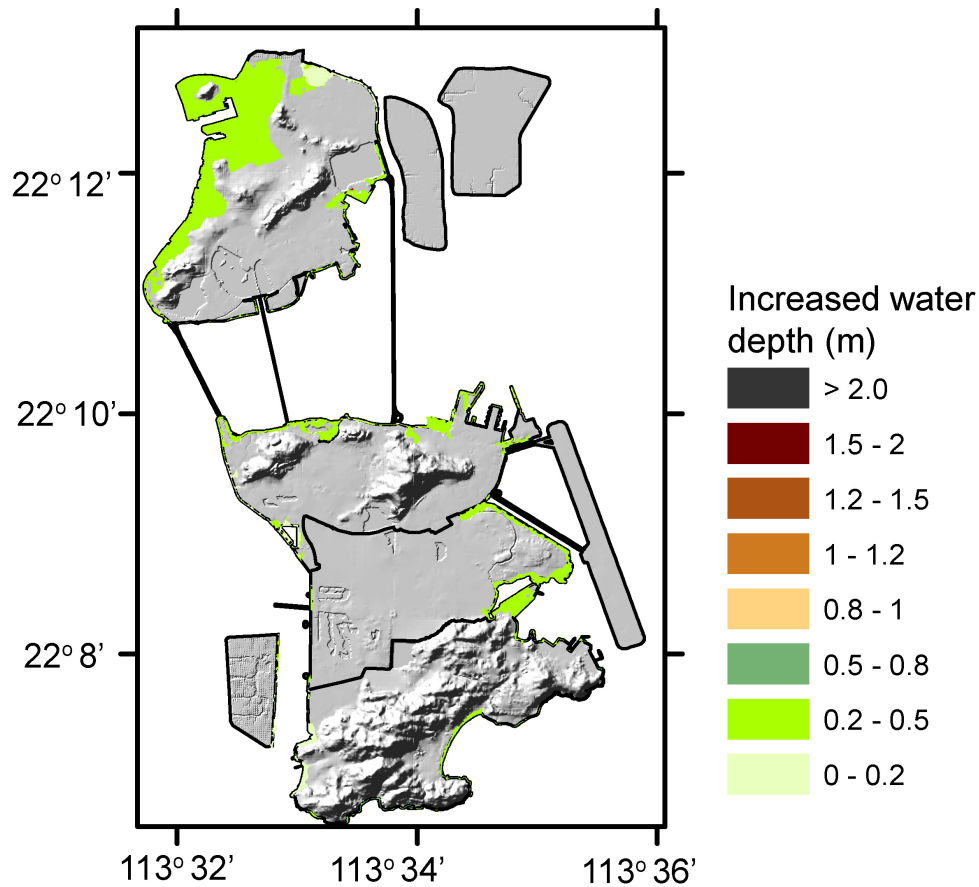 22° 12’
22° 10’
22° 8’
113° 32’
113° 34’
113° 36’
Increased water
depth (m)
> 2.0
1.5 - 2
1.2 - 1.5
1 - 1.2
0.8 - 1
0.5 - 0.8
0.2 - 0.5
0 - 0.2